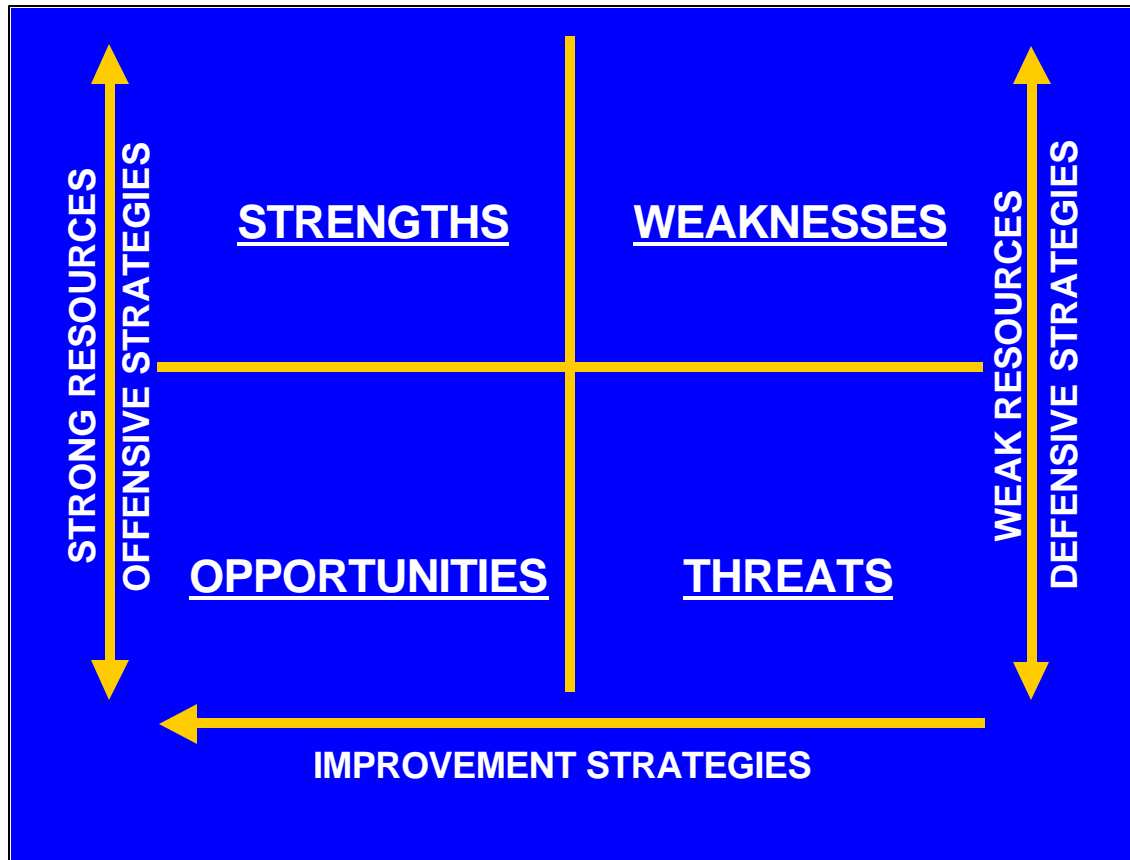 STRONG RESOURCES
OFFENSIVE STRATEGIES
STRENGTHS
WEAKNESSES
OPPORTUNITIES
THREATS
WEAK RESOURCES
DEFENSIVE STRATEGIES
IMPROVEMENT STRATEGIES